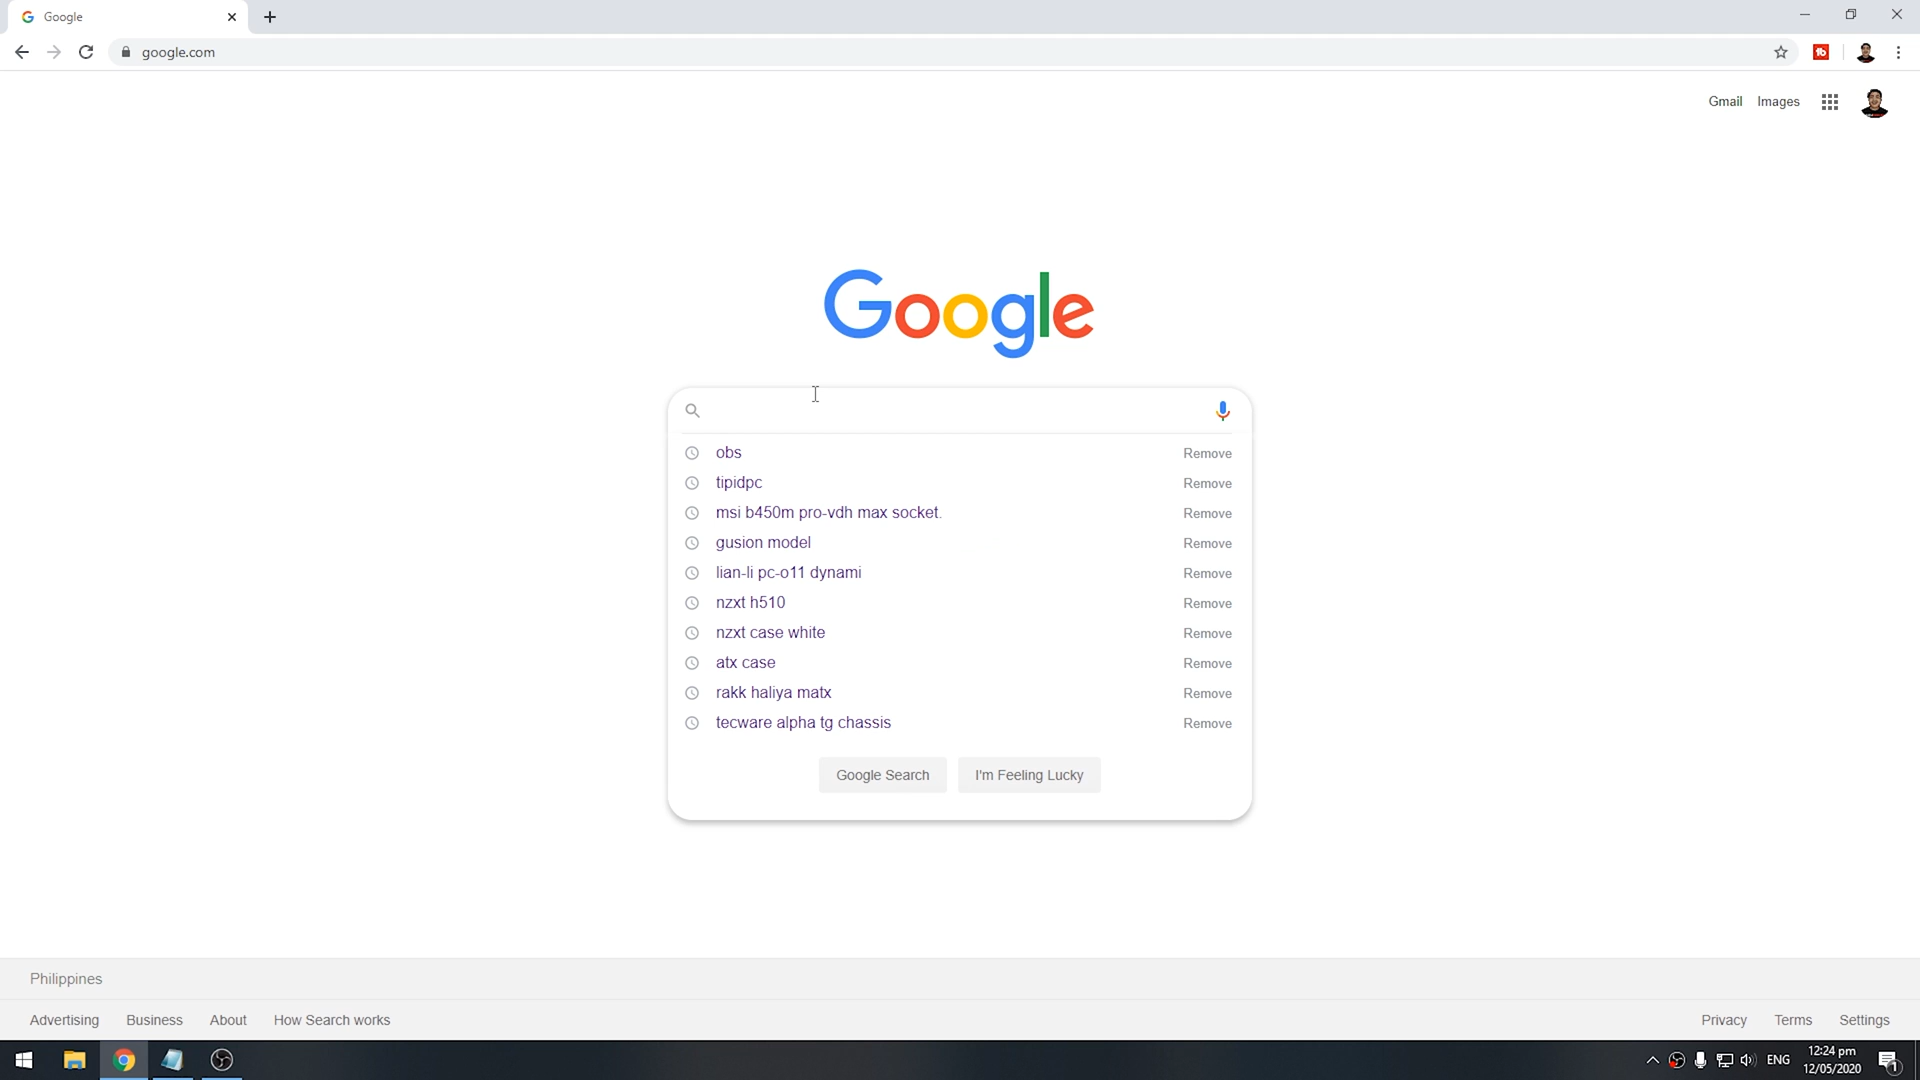 Google
google.com
Gmail Images
Google
obs Remove
tipidpc Remove
msi b450m pro-vdh max socket. Remove
gusion model Remove
lian-li pc-o11 dynami Remove
nzxt h510 Remove
nzxt case white Remove
atx case Remove
rakk haliya matx Remove
tecware alpha tg chassis Remove
Google Search I'm Feeling Lucky
Philippines
Advertising Business About How Search works Privacy Terms Settings
ENG 12:24 pm
12/05/2020 1